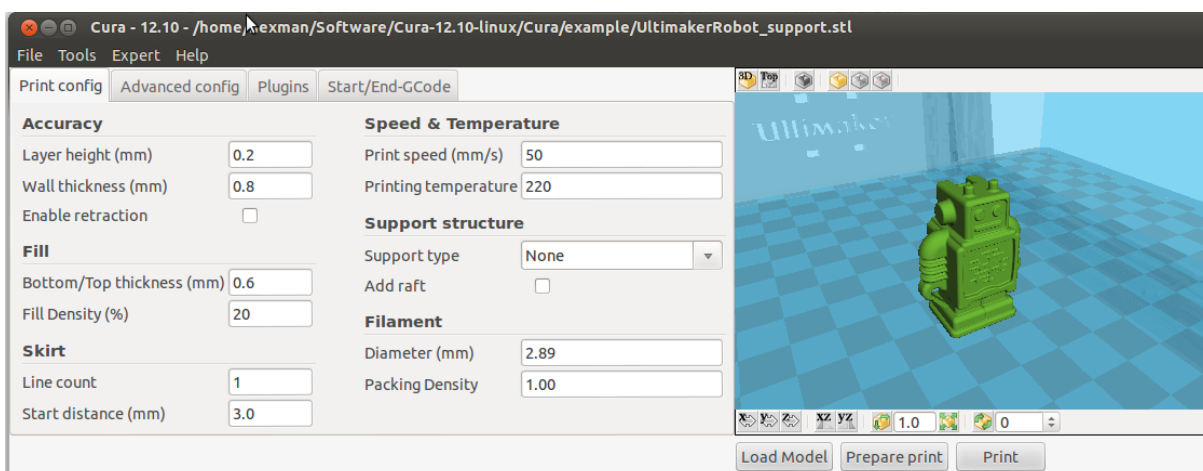 Cura - 12.10 - /home/hexman/Software/Cura-12.10-linux/Cura/example/UltimakerRobot_support.stl
File Tools Expert Help
Print config Advanced config Plugins Start/End-GCode
3D Top
Accuracy
Layer height (mm) 0.2
Wall thickness (mm) 0.8
Enable retraction
Fill
Bottom/Top thickness (mm) 0.6
Fill Density (%) 20
Skirt
Line count 1
Start distance (mm) 3.0
Speed & Temperature
Print speed (mm/s) 50
Printing temperature 220
Support structure
Support type None
Add raft
Filament
Diameter (mm) 2.89
Packing Density 1.00
Ultimaker
X Y Z XZ YZ 1.0 0
Load Model Prepare print Print